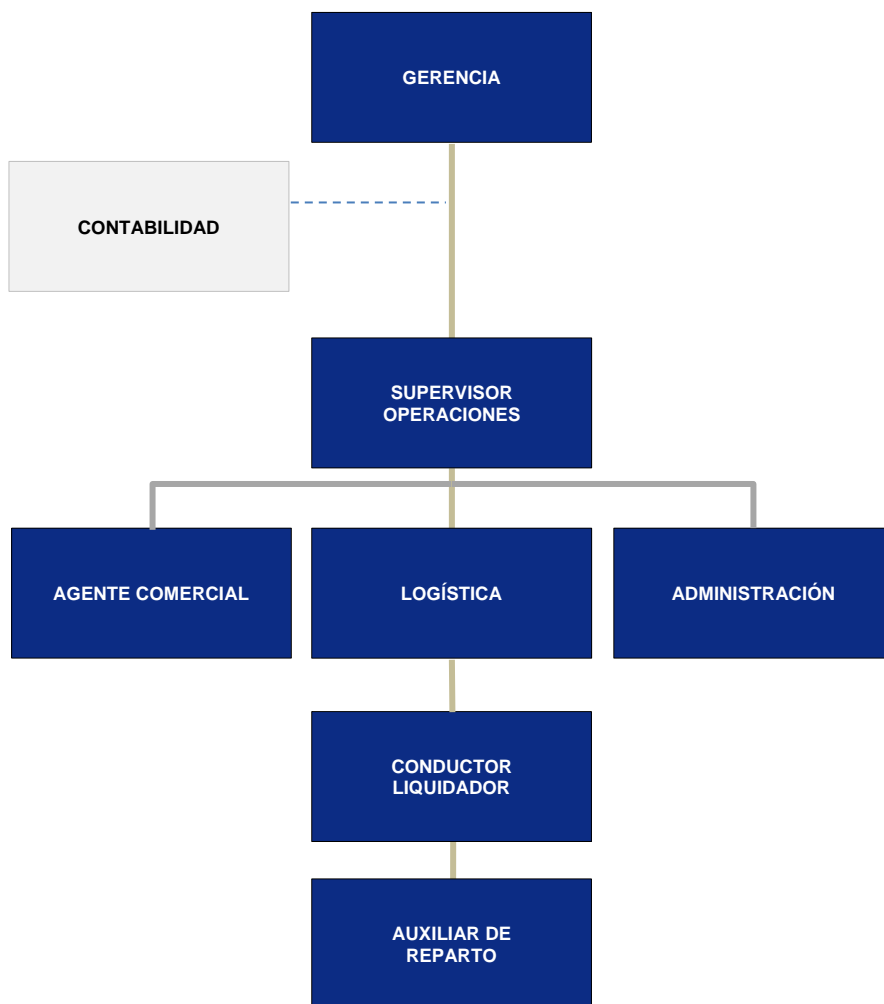 GERENCIA
CONTABILIDAD
SUPERVISOR
OPERACIONES
AGENTE COMERCIAL
LOGÍSTICA
ADMINISTRACIÓN
CONDUCTOR
LIQUIDADOR
AUXILIAR DE
REPARTO